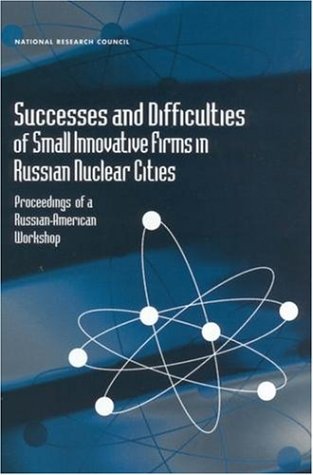 NATIONAL RESEARCH COUNCIL
Successes and Difficulties
of Small Innovative Firms in
Russian Nuclear Cities
Proceedings of a
Russian-American
Workshop